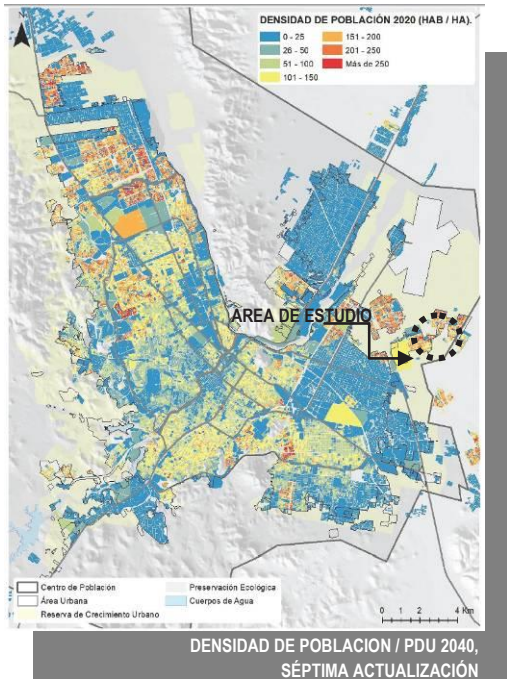 DENSIDAD DE POBLACIÓN 2020 (HAB / HA).
0 - 25
26 - 50
51 - 100
101 - 150
151 - 200
201 - 250
Más de 250
AREA DE ESTUDIO
Centro de Población
Área Urbana
Reserva de Crecimiento Urbano
Preservación Ecológica
Cuerpos de Agua
0 1 2 4 Km
DENSIDAD DE POBLACION / PDU 2040,
SÉPTIMA ACTUALIZACIÓN